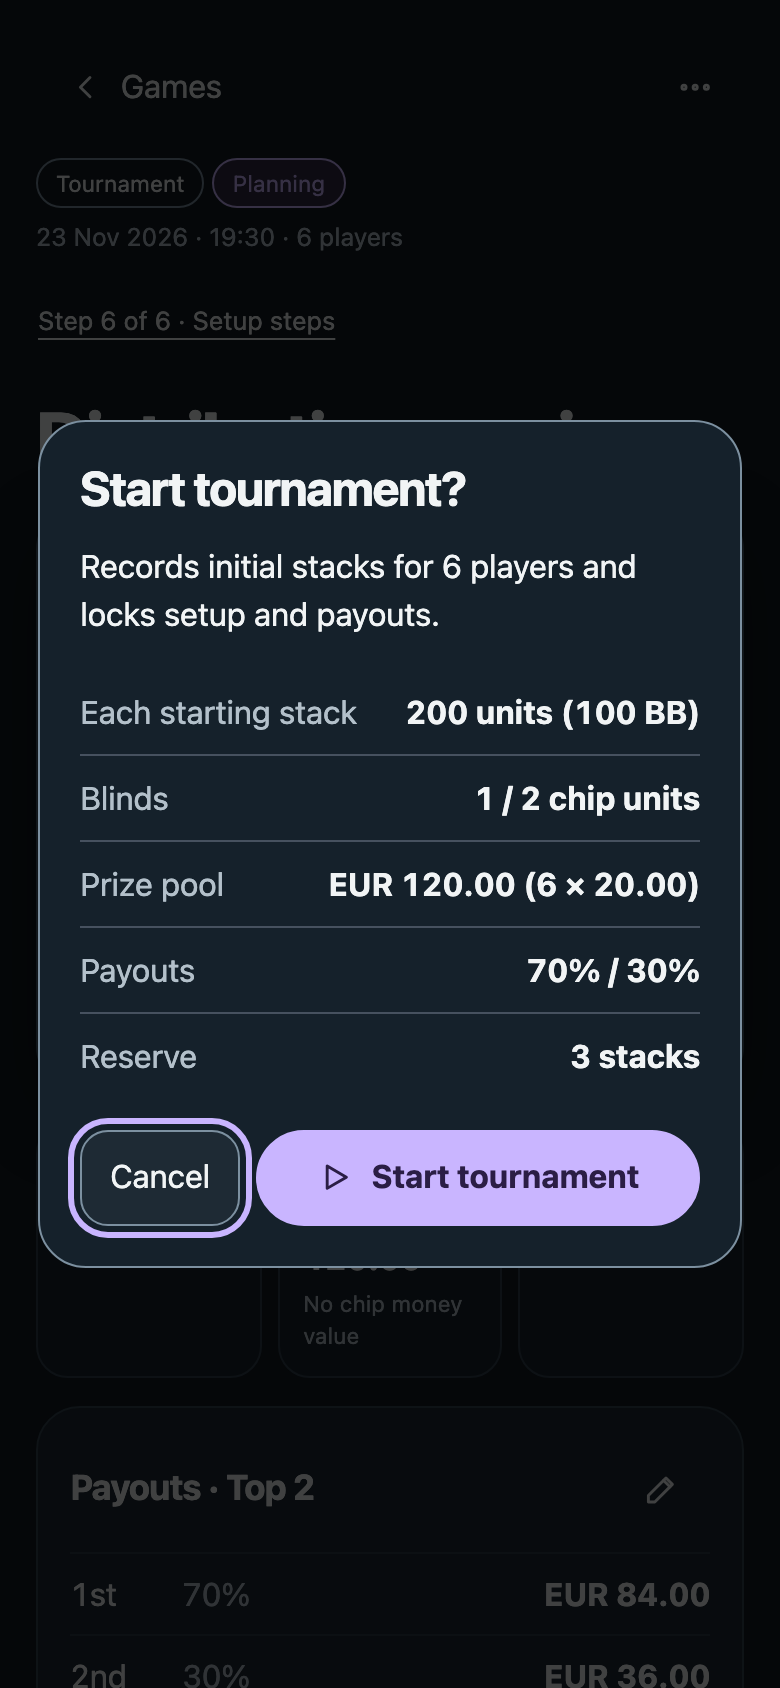 Games
Tournament Planning
23 Nov 2026 · 19:30 · 6 players
Step 6 of 6 · Setup steps
Start tournament?
Records initial stacks for 6 players and
locks setup and payouts.
Each starting stack 200 units (100 BB)
Blinds 1 / 2 chip units
Prize pool EUR 120.00 (6 × 20.00)
Payouts 70% / 30%
Reserve 3 stacks
Cancel Start tournament
No chip money
value
Payouts · Top 2
1st 70% EUR 84.00
2nd 30% EUR 36.00